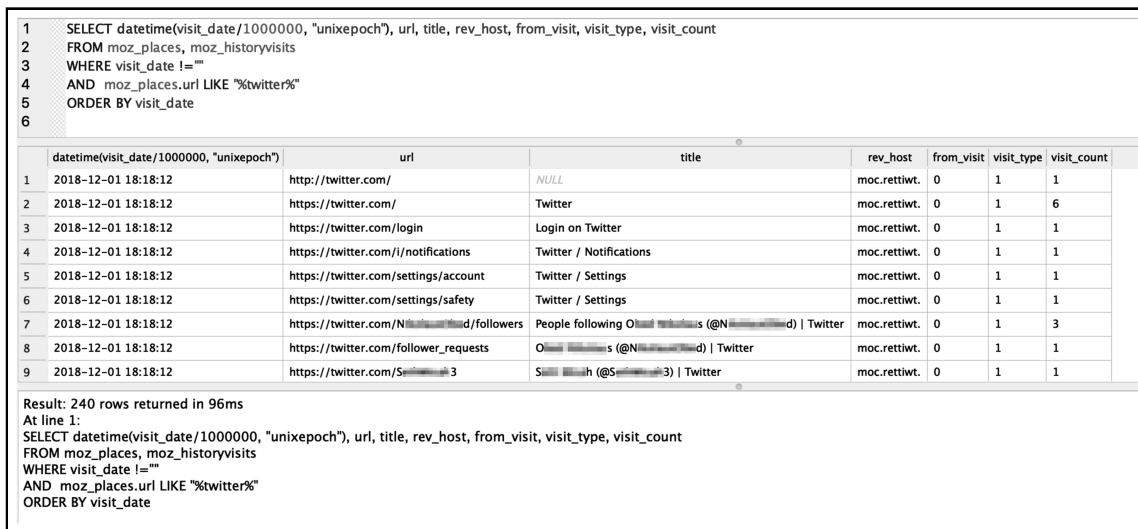 1 SELECT datetime(visit_date/1000000, "unixepoch"), url, title, rev_host, from_visit, visit_type, visit_count
2 FROM moz_places, moz_historyvisits
3 WHERE visit_date !=""
4 AND  moz_places.url LIKE "%twitter%"
5 ORDER BY visit_date
6
datetime(visit_date/1000000, "unixepoch") url title rev_host from_visit visit_type visit_count
1 2018-12-01 18:18:12 http://twitter.com/ NULL moc.rettiwt. 0 1 1
2 2018-12-01 18:18:12 https://twitter.com/ Twitter moc.rettiwt. 0 1 6
3 2018-12-01 18:18:12 https://twitter.com/login Login on Twitter moc.rettiwt. 0 1 1
4 2018-12-01 18:18:12 https://twitter.com/i/notifications Twitter / Notifications moc.rettiwt. 0 1 1
5 2018-12-01 18:18:12 https://twitter.com/settings/account Twitter / Settings moc.rettiwt. 0 1 1
6 2018-12-01 18:18:12 https://twitter.com/settings/safety Twitter / Settings moc.rettiwt. 0 1 1
7 2018-12-01 18:18:12 https://twitter.com/N d/followers People following O s (@N d) | Twitter moc.rettiwt. 0 1 3
8 2018-12-01 18:18:12 https://twitter.com/follower_requests O s (@N d) | Twitter moc.rettiwt. 0 1 1
9 2018-12-01 18:18:12 https://twitter.com/S 3 S h (@S 3) | Twitter moc.rettiwt. 0 1 1
Result: 240 rows returned in 96ms
At line 1:
SELECT datetime(visit_date/1000000, "unixepoch"), url, title, rev_host, from_visit, visit_type, visit_count
FROM moz_places, moz_historyvisits
WHERE visit_date !=""
AND  moz_places.url LIKE "%twitter%"
ORDER BY visit_date